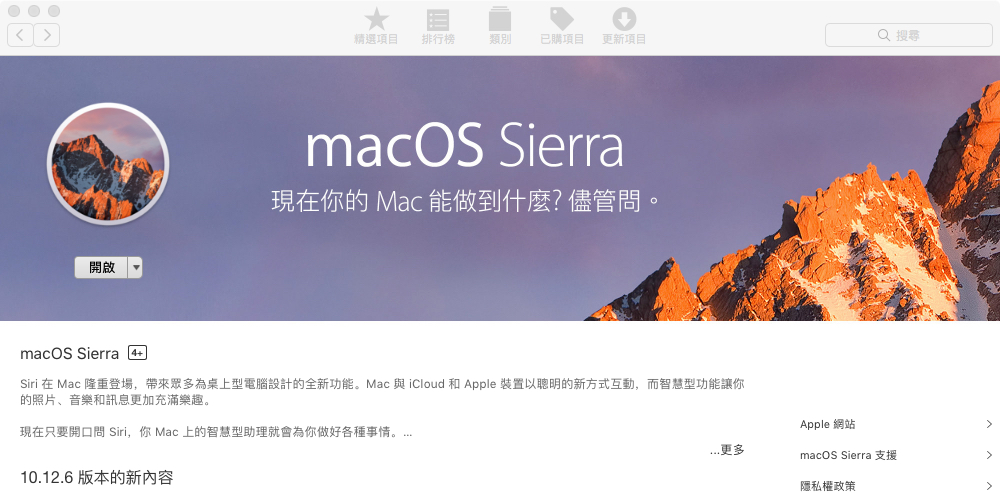 精選項目 排行榜 類別 已購項目 更新項目 搜尋
macOS Sierra
現在你的 Mac 能做到什麼? 儘管問。
開啟
macOS Sierra 4+
Siri 在 Mac 隆重登場，帶來眾多為桌上型電腦設計的全新功能。Mac 與 iCloud 和 Apple 裝置以聰明的新方式互動，而智慧型功能讓你
的照片、音樂和訊息更加充滿樂趣。
現在只要開口問 Siri，你 Mac 上的智慧型助理就會為你做好各種事情。...
...更多
10.12.6 版本的新內容
Apple 網站
macOS Sierra 支援
隱私權政策